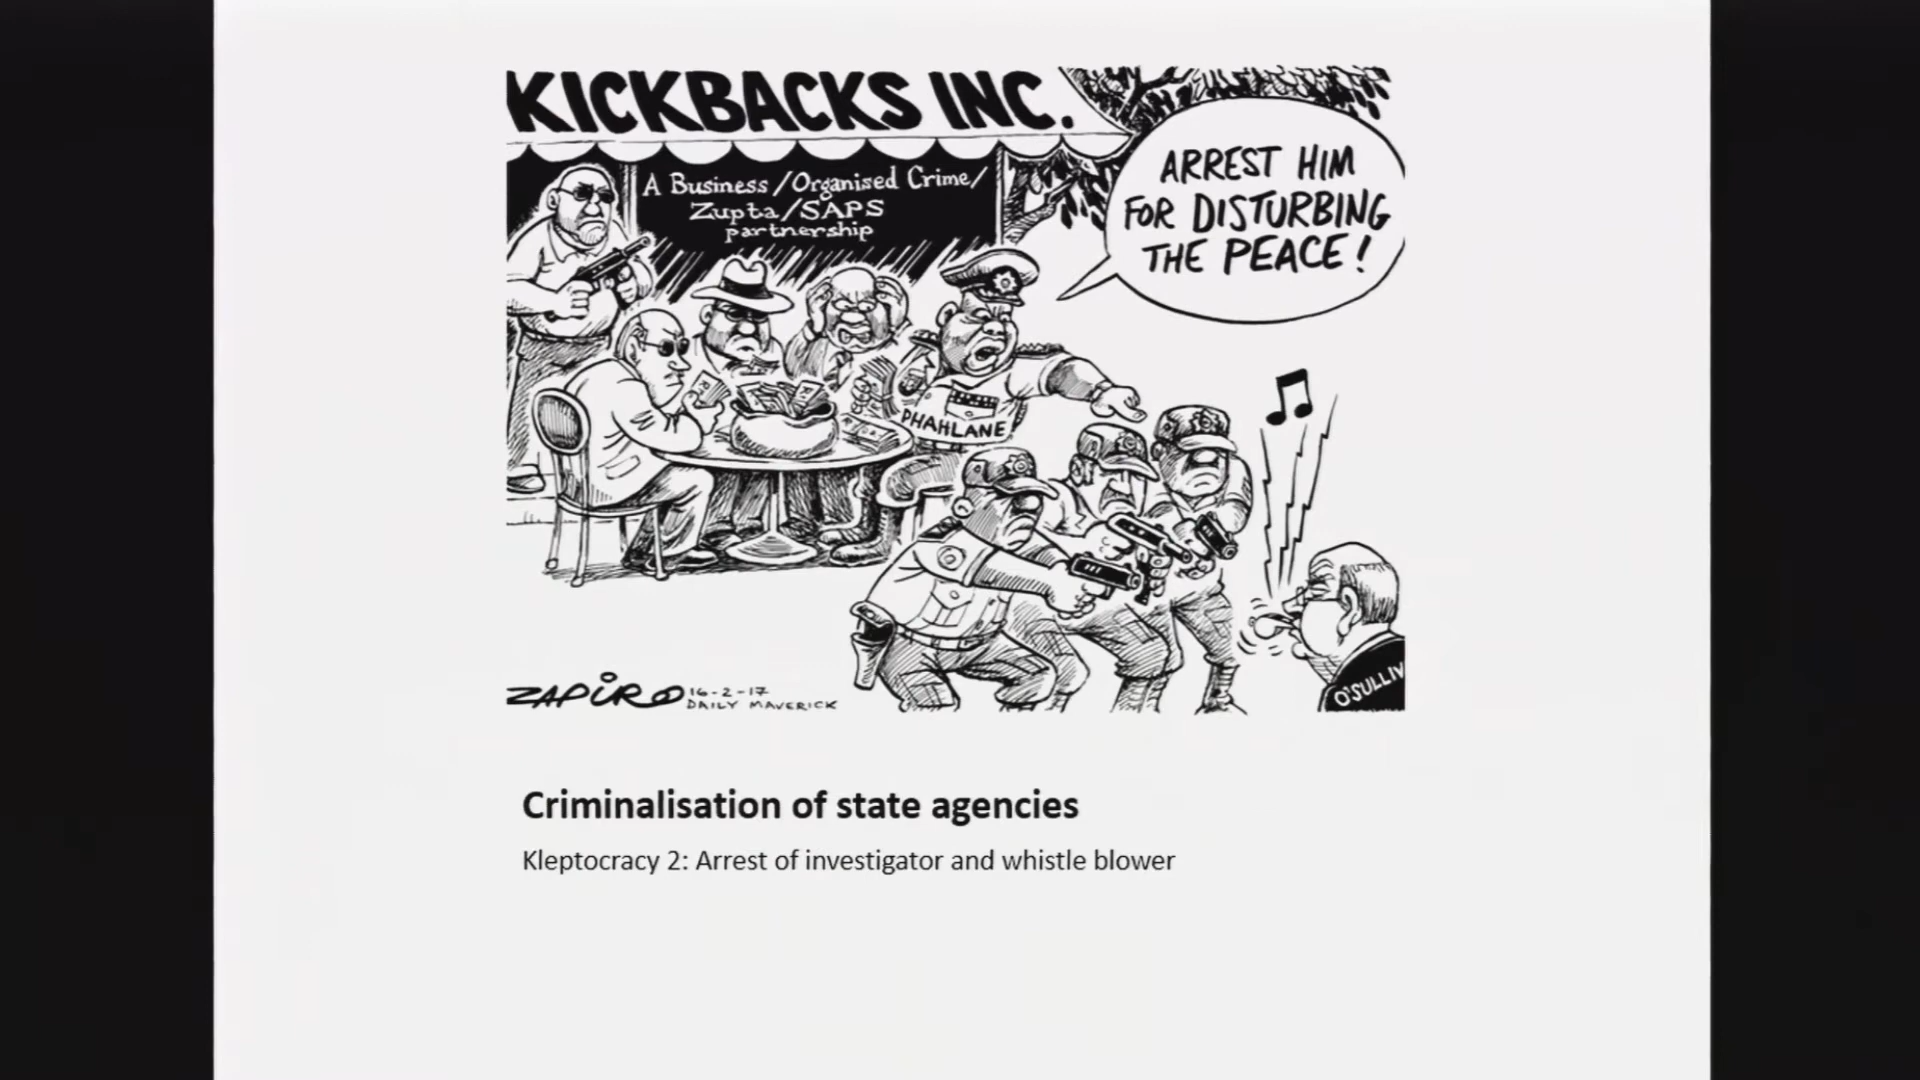 KICKBACKS INC.
A Business/Organised Crime/
Zupta/SAPS
partnership
ARREST HIM
FOR DISTURBING
THE PEACE!
PHAHLANE
O'SULLIV
ZAPIRO
16-2-17
DAILY MAVERICK
Criminalisation of state agencies
Kleptocracy 2: Arrest of investigator and whistle blower